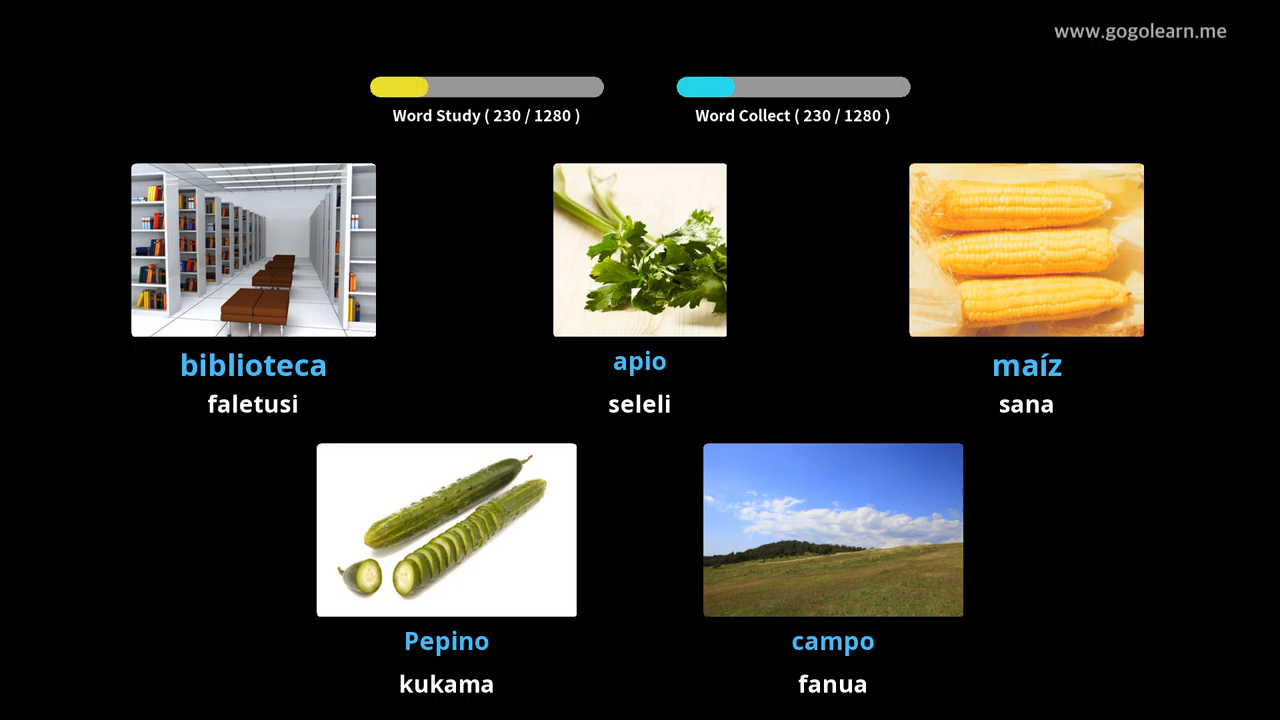 www.gogolearn.me
Word Study ( 230 / 1280 )
Word Collect ( 230 / 1280 )
biblioteca
faletusi
apio
seleli
maíz
sana
Pepino
kukama
campo
fanua